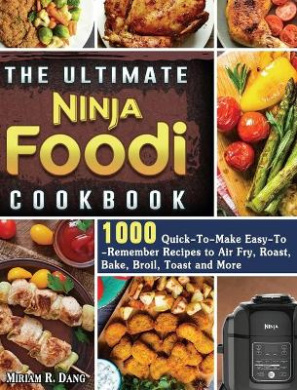 THE ULTIMATE
NINJA
Foodi
COOKBOOK
1000 Quick-To-Make Easy-To
-Remember Recipes to Air Fry, Roast,
Bake, Broil, Toast and More
NINJA
Miriam R. Dang